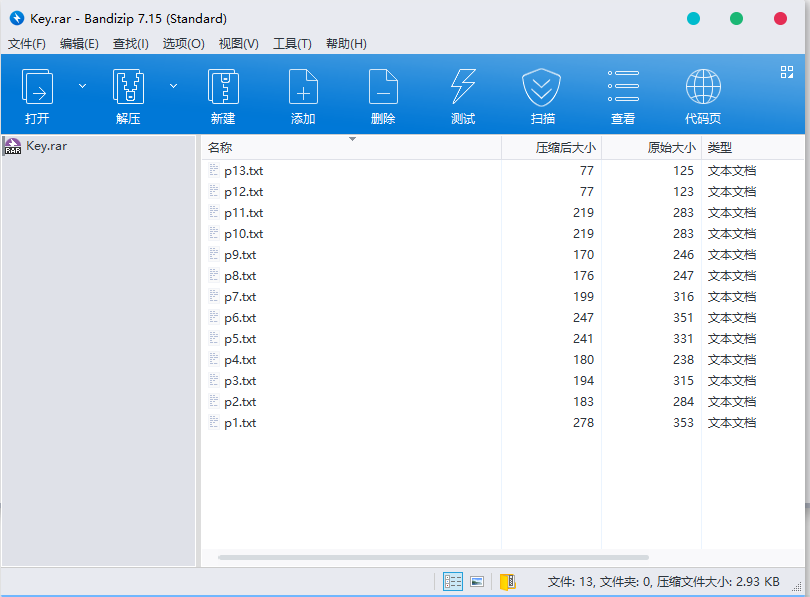 Key.rar - Bandizip 7.15 (Standard)
文件(F) 编辑(E) 查找(I) 选项(O) 视图(V) 工具(T) 帮助(H)
打开 解压 新建 添加 删除 测试 扫描 查看 代码页
RAR Key.rar
名称 压缩后大小 原始大小 类型
p13.txt 77 125 文本文档
p12.txt 77 123 文本文档
p11.txt 219 283 文本文档
p10.txt 219 283 文本文档
p9.txt 170 246 文本文档
p8.txt 176 247 文本文档
p7.txt 199 316 文本文档
p6.txt 247 351 文本文档
p5.txt 241 331 文本文档
p4.txt 180 238 文本文档
p3.txt 194 315 文本文档
p2.txt 183 284 文本文档
p1.txt 278 353 文本文档
文件: 13, 文件夹: 0, 压缩文件大小: 2.93 KB